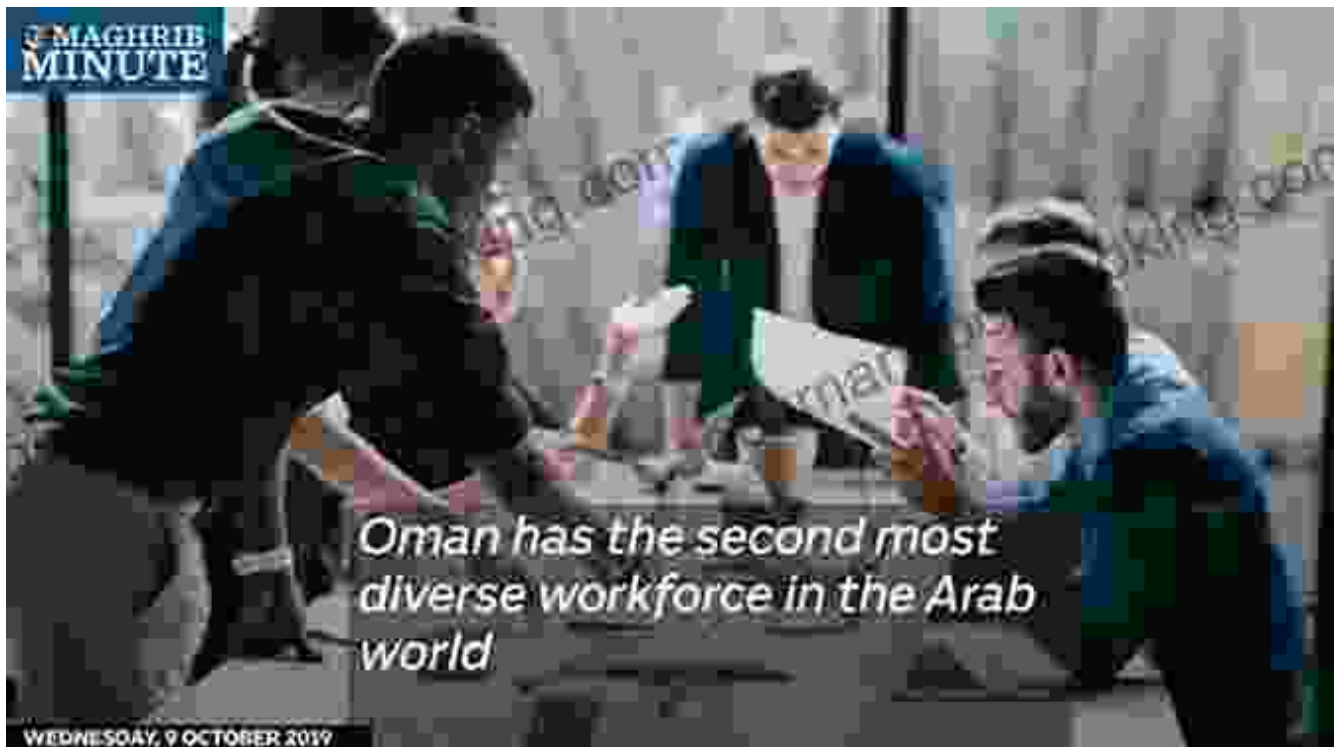 MAGHRIB
MINUTE
Oman has the second most
diverse workforce in the Arab
world
WEDNESDAY, 9 OCTOBER 2019